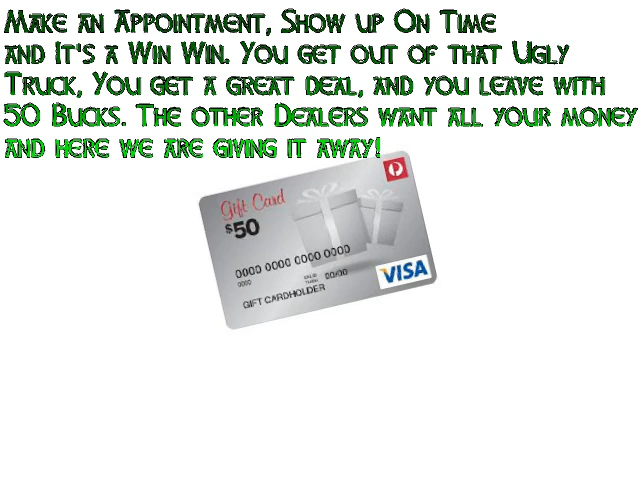 Make an Appointment, Show up On Time
and It's a Win Win. You get out of that Ugly
Truck, You get a great deal, and you leave with
50 Bucks. The other Dealers want all your money
and here we are giving it away!
Gift Card
$50
0000 0000 0000 0000
0000 VALID THRU 00/00
GIFT CARDHOLDER
VISA